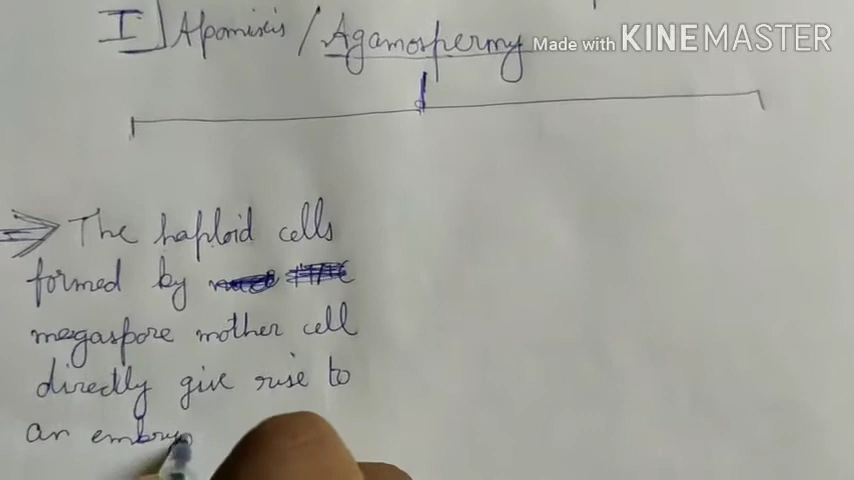 I] Apomixis / Agamospermy
Made with KINEMASTER
⇒ The haploid cells
formed by
megaspore mother cell
directly give rise to
an embryo